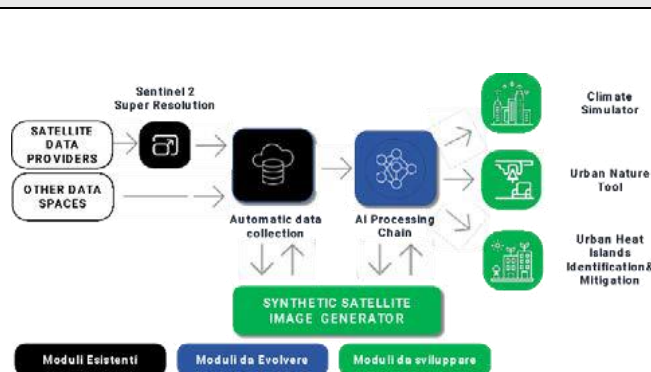 Sentinel 2
Super Resolution
SATELLITE
DATA
PROVIDERS
OTHER DATA
SPACES
Automatic data
collection
AI Processing
Chain
Climate
Simulator
Urban Nature
Tool
Urban Heat
Islands
Identification&
Mitigation
SYNTHETIC SATELLITE
IMAGE GENERATOR
Moduli Esistenti
Moduli da Evolvere
Moduli da sviluppare